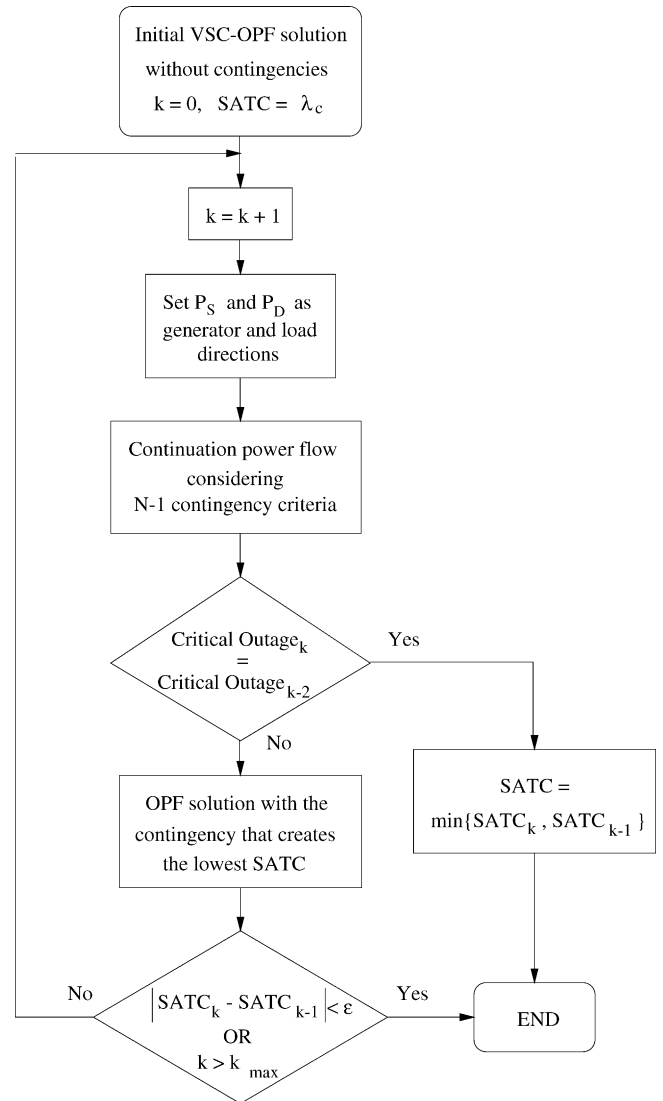 Initial VSC-OPF solution
without contingencies
k = 0, SATC = λc
k = k + 1
Set PS and PD as
generator and load
directions
Continuation power flow
considering
N-1 contingency criteria
Critical Outagek
=
Critical Outagek-2
Yes
No
SATC =
min{SATCk , SATCk-1 }
OPF solution with the
contingency that creates
the lowest SATC
No
|SATCk - SATCk-1| < ε
OR
k > kmax
Yes
END